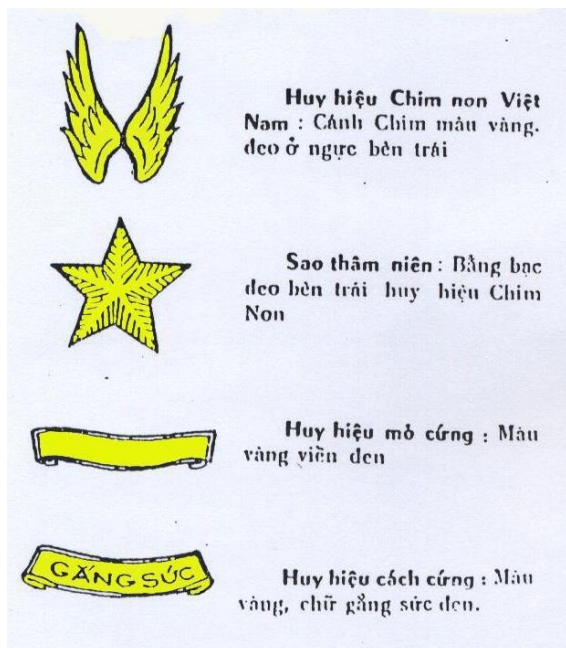 Huy hiệu Chim non Việt
Nam : Cánh Chim màu vàng.
đeo ở ngực bên trái
Sao thâm niên : Bằng bạc
đeo bên trái huy hiệu Chim
Non
Huy hiệu mỏ cứng : Màu
vàng viền đen
GẮNG SỨC
Huy hiệu cách cứng : Màu
vàng, chữ gắng sức đen.